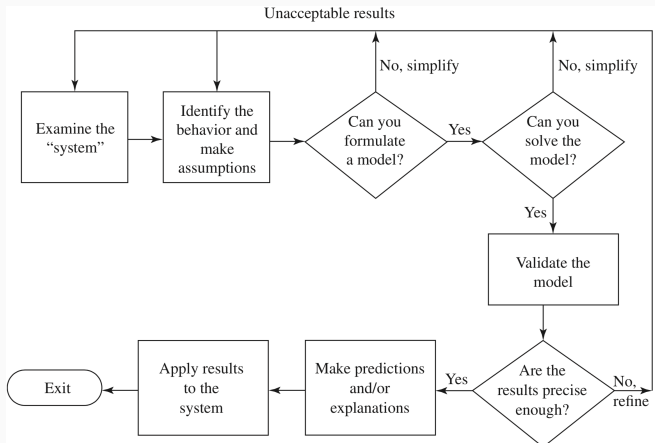 Unacceptable results
No, simplify
No, simplify
Examine the
“system”
Identify the
behavior and
make
assumptions
Can you
formulate
a model?
Yes
Can you
solve the
model?
Yes
Validate the
model
Are the
results precise
enough?
No,
refine
Yes
Make predictions
and/or
explanations
Apply results
to the
system
Exit